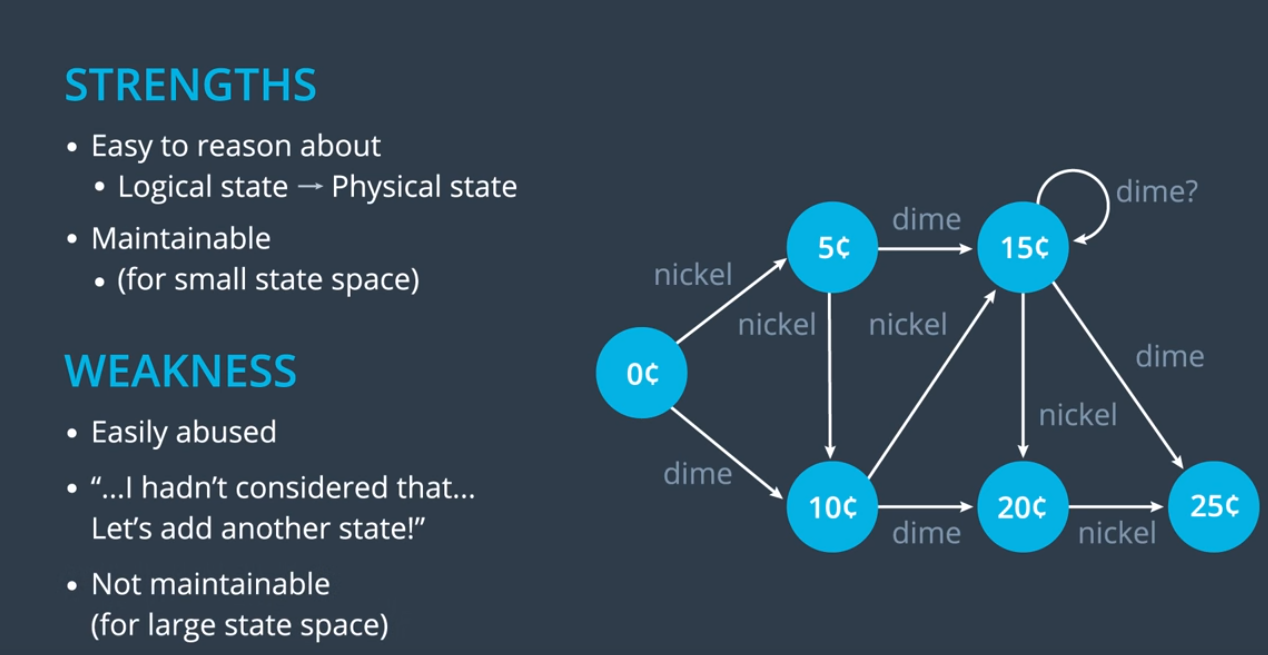 STRENGTHS
• Easy to reason about
• Logical state → Physical state
• Maintainable
• (for small state space)
WEAKNESS
• Easily abused
• “...I hadn’t considered that...
Let’s add another state!”
• Not maintainable
(for large state space)
dime?
dime
5¢
15¢
nickel
nickel
nickel
dime
0¢
nickel
dime
10¢
20¢
25¢
dime
nickel